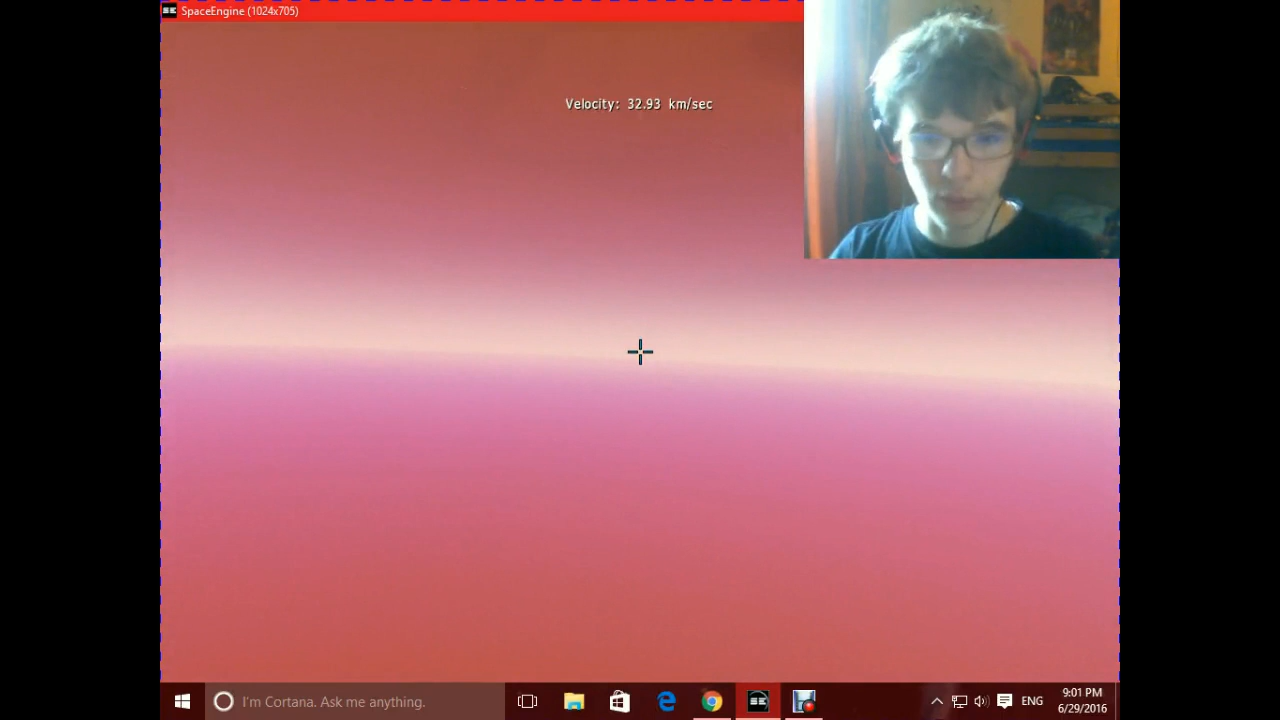 SpaceEngine (1024x705)
Velocity: 32.93 km/sec
I'm Cortana. Ask me anything.
ENG
9:01 PM
6/29/2016